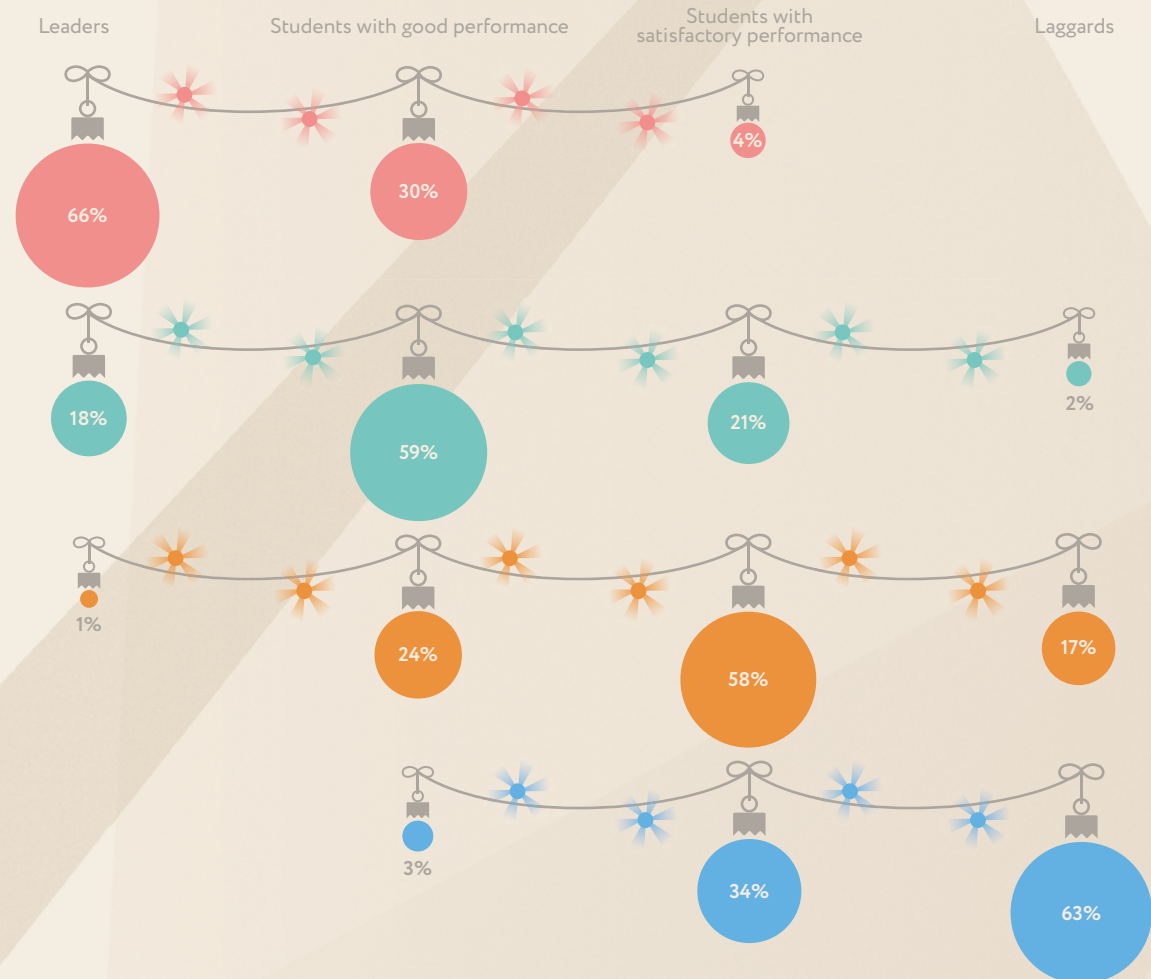 Leaders
Students with good performance
Students with
satisfactory performance
Laggards
66%
30%
4%
18%
59%
21%
2%
1%
24%
58%
17%
3%
34%
63%